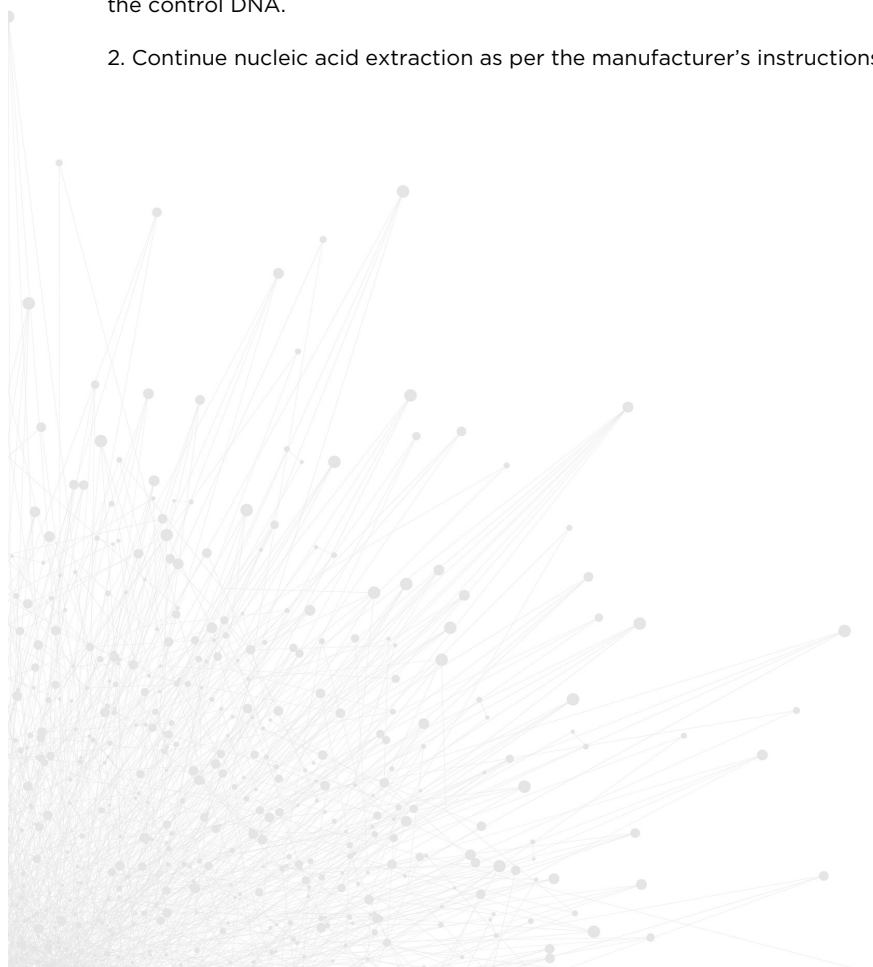 the control DNA.
2. Continue nucleic acid extraction as per the manufacturer's instructions